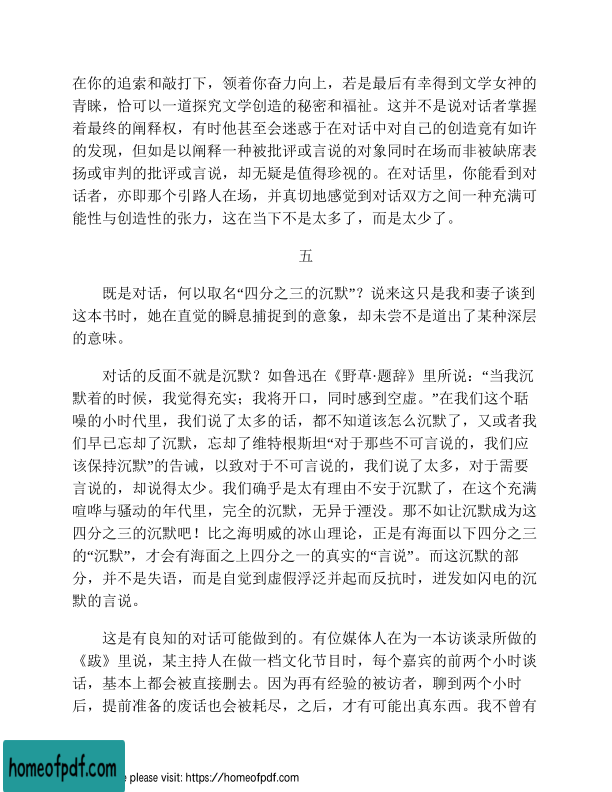 在你的追索和敲打下，领着你奋力向上，若是最后有幸得到文学女神的
青睐，恰可以一道探究文学创造的秘密和福祉。这并不是说对话者掌握
着最终的阐释权，有时他甚至会迷惑于在对话中对自己的创造竟有如许
的发现，但如是以阐释一种被批评或言说的对象同时在场而非被缺席表
扬或审判的批评或言说，却无疑是值得珍视的。在对话里，你能看到对
话者，亦即那个引路人在场，并真切地感觉到对话双方之间一种充满可
能性与创造性的张力，这在当下不是太多了，而是太少了。
五
既是对话，何以取名“四分之三的沉默”？说来这只是我和妻子谈到
这本书时，她在直觉的瞬息捕捉到的意象，却未尝不是道出了某种深层
的意味。
对话的反面不就是沉默？如鲁迅在《野草·题辞》里所说：“当我沉
默着的时候，我觉得充实；我将开口，同时感到空虚。”在我们这个聒
噪的小时代里，我们说了太多的话，都不知道该怎么沉默了，又或者我
们早已忘却了沉默，忘却了维特根斯坦“对于那些不可言说的，我们应
该保持沉默”的告诫，以致对于不可言说的，我们说了太多，对于需要
言说的，却说得太少。我们确乎是太有理由不安于沉默了，在这个充满
喧哗与骚动的年代里，完全的沉默，无异于湮没。那不如让沉默成为这
四分之三的沉默吧！比之海明威的冰山理论，正是有海面以下四分之三
的“沉默”，才会有海面之上四分之一的真实的“言说”。而这沉默的部
分，并不是失语，而是自觉到虚假浮泛并起而反抗时，迸发如闪电的沉
默的言说。
这是有良知的对话可能做到的。有位媒体人在为一本访谈录所做的
《跋》里说，某主持人在做一档文化节目时，每个嘉宾的前两个小时谈
话，基本上都会被直接删去。因为再有经验的被访者，聊到两个小时
后，提前准备的废话也会被耗尽，之后，才有可能出真东西。我不曾有
homeofpdf.com
e please visit: https://homeofpdf.com